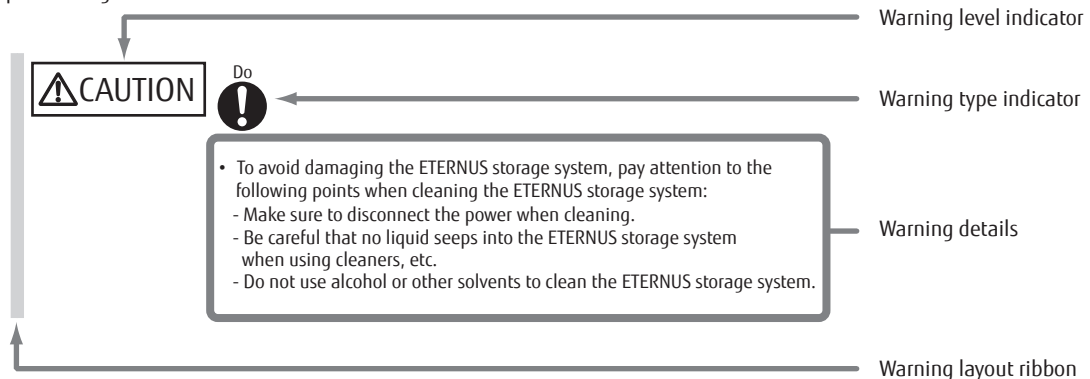 Warning level indicator
CAUTION
Do
Warning type indicator
• To avoid damaging the ETERNUS storage system, pay attention to the
following points when cleaning the ETERNUS storage system:
- Make sure to disconnect the power when cleaning.
- Be careful that no liquid seeps into the ETERNUS storage system
when using cleaners, etc.
- Do not use alcohol or other solvents to clean the ETERNUS storage system.
Warning details
Warning layout ribbon